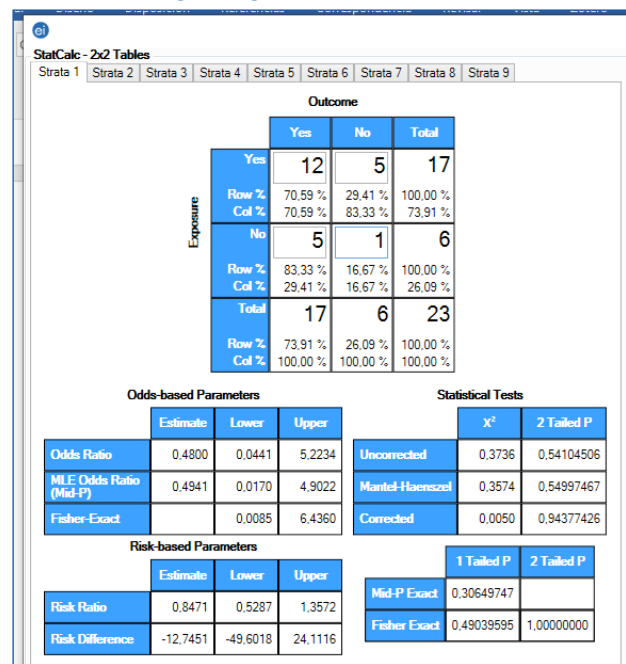 ei
StatCalc - 2x2 Tables
Strata 1 Strata 2 Strata 3 Strata 4 Strata 5 Strata 6 Strata 7 Strata 8 Strata 9
Outcome
Yes No Total
Exposure
Yes 12 5 17
Row % 70,59 % 29,41 % 100,00 %
Col % 70,59 % 83,33 % 73,91 %
No 5 1 6
Row % 83,33 % 16,67 % 100,00 %
Col % 29,41 % 16,67 % 26,09 %
Total 17 6 23
Row % 73,91 % 26,09 % 100,00 %
Col % 100,00 % 100,00 % 100,00 %
Odds-based Parameters
Estimate Lower Upper
Odds Ratio 0,4800 0,0441 5,2234
MLE Odds Ratio
(Mid-P) 0,4941 0,0170 4,9022
Fisher-Exact 0,0085 6,4360
Statistical Tests
X² 2 Tailed P
Uncorrected 0,3736 0,54104506
Mantel-Haenszel 0,3574 0,54997467
Corrected 0,0050 0,94377426
Risk-based Parameters
Estimate Lower Upper
Risk Ratio 0,8471 0,5287 1,3572
Risk Difference -12,7451 -49,6018 24,1116
1 Tailed P 2 Tailed P
Mid-P Exact 0,30649747
Fisher Exact 0,49039595 1,00000000